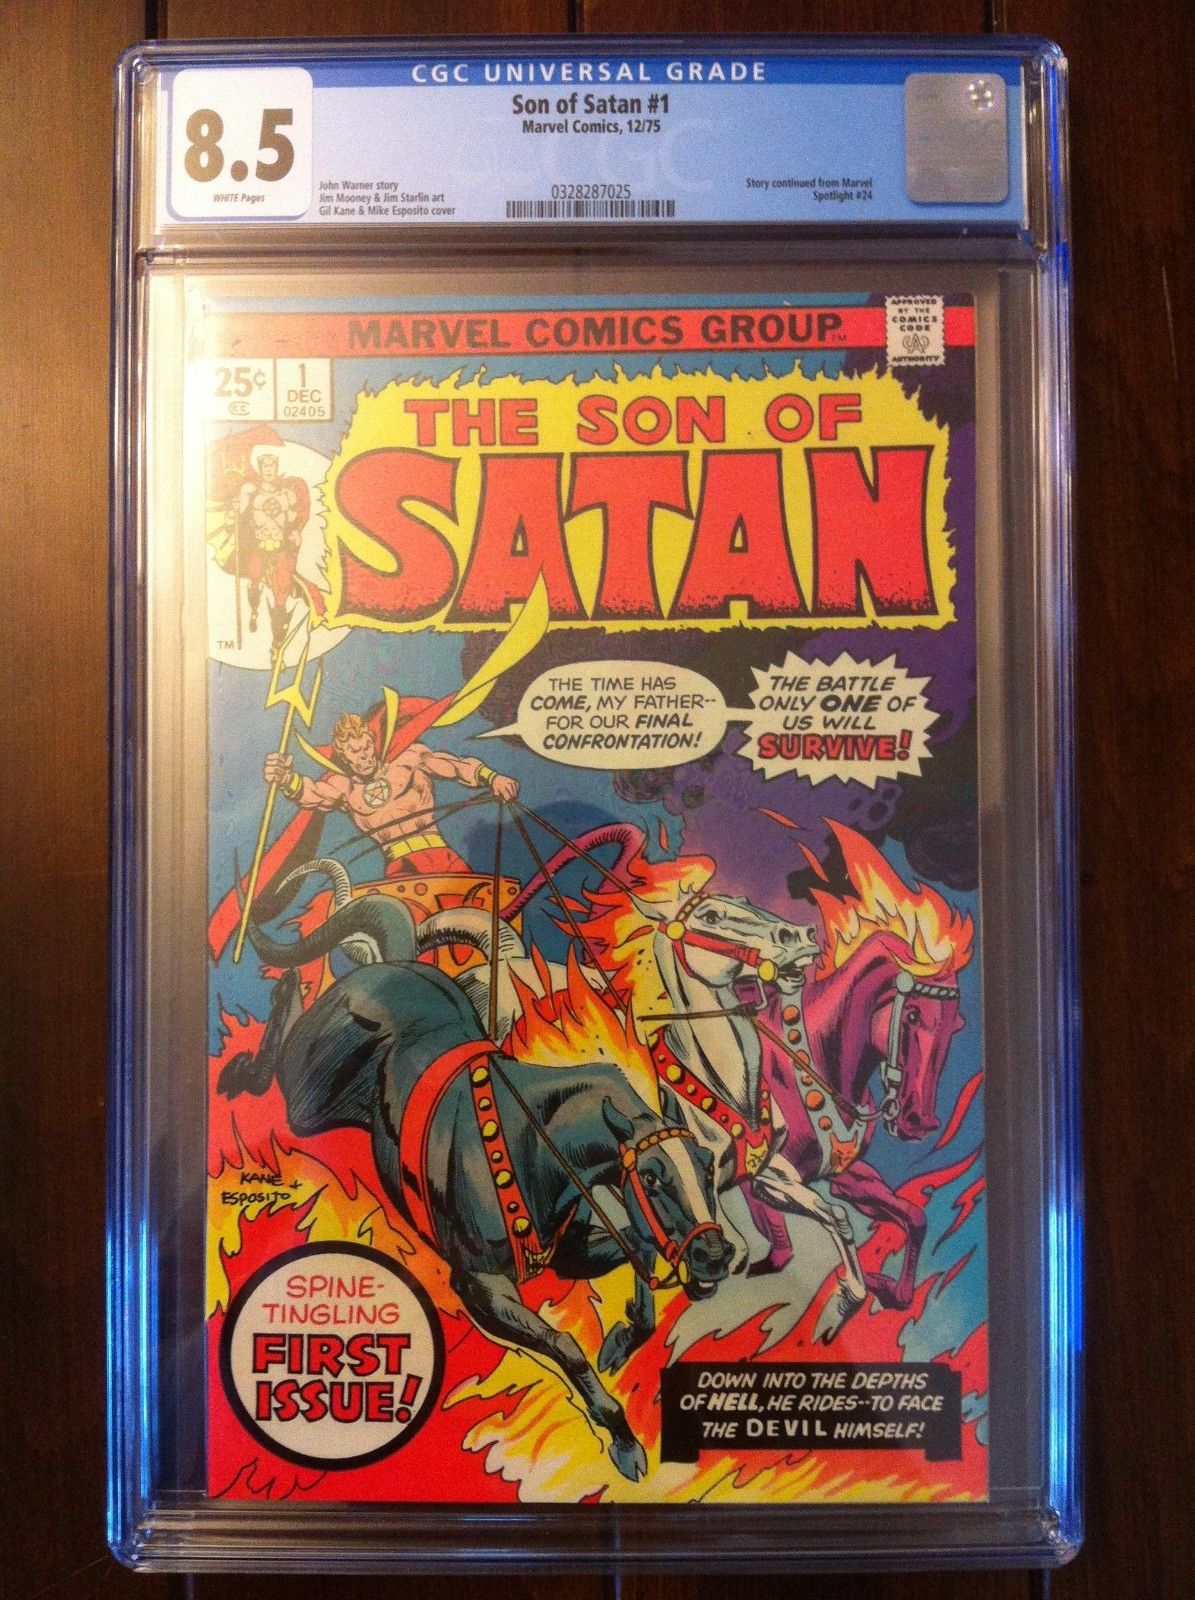 CGC UNIVERSAL GRADE
8.5
WHITE Pages
Son of Satan #1
Marvel Comics, 12/75
John Warner story
Jim Mooney & Jim Starlin art
Gil Kane & Mike Esposito cover
0328287025
Story continued from Marvel
Spotlight #24
MARVEL COMICS GROUP™
APPROVED
BY THE
COMICS
CODE
AUTHORITY
25¢
CC
1
DEC
02405
THE SON OF
SATAN
TM
THE TIME HAS
COME, MY FATHER--
FOR OUR FINAL
CONFRONTATION!
THE BATTLE
ONLY ONE OF
US WILL
SURVIVE!
KANE +
ESPOSITO
SPINE-
TINGLING
FIRST
ISSUE!
DOWN INTO THE DEPTHS
OF HELL, HE RIDES--TO FACE
THE DEVIL HIMSELF!